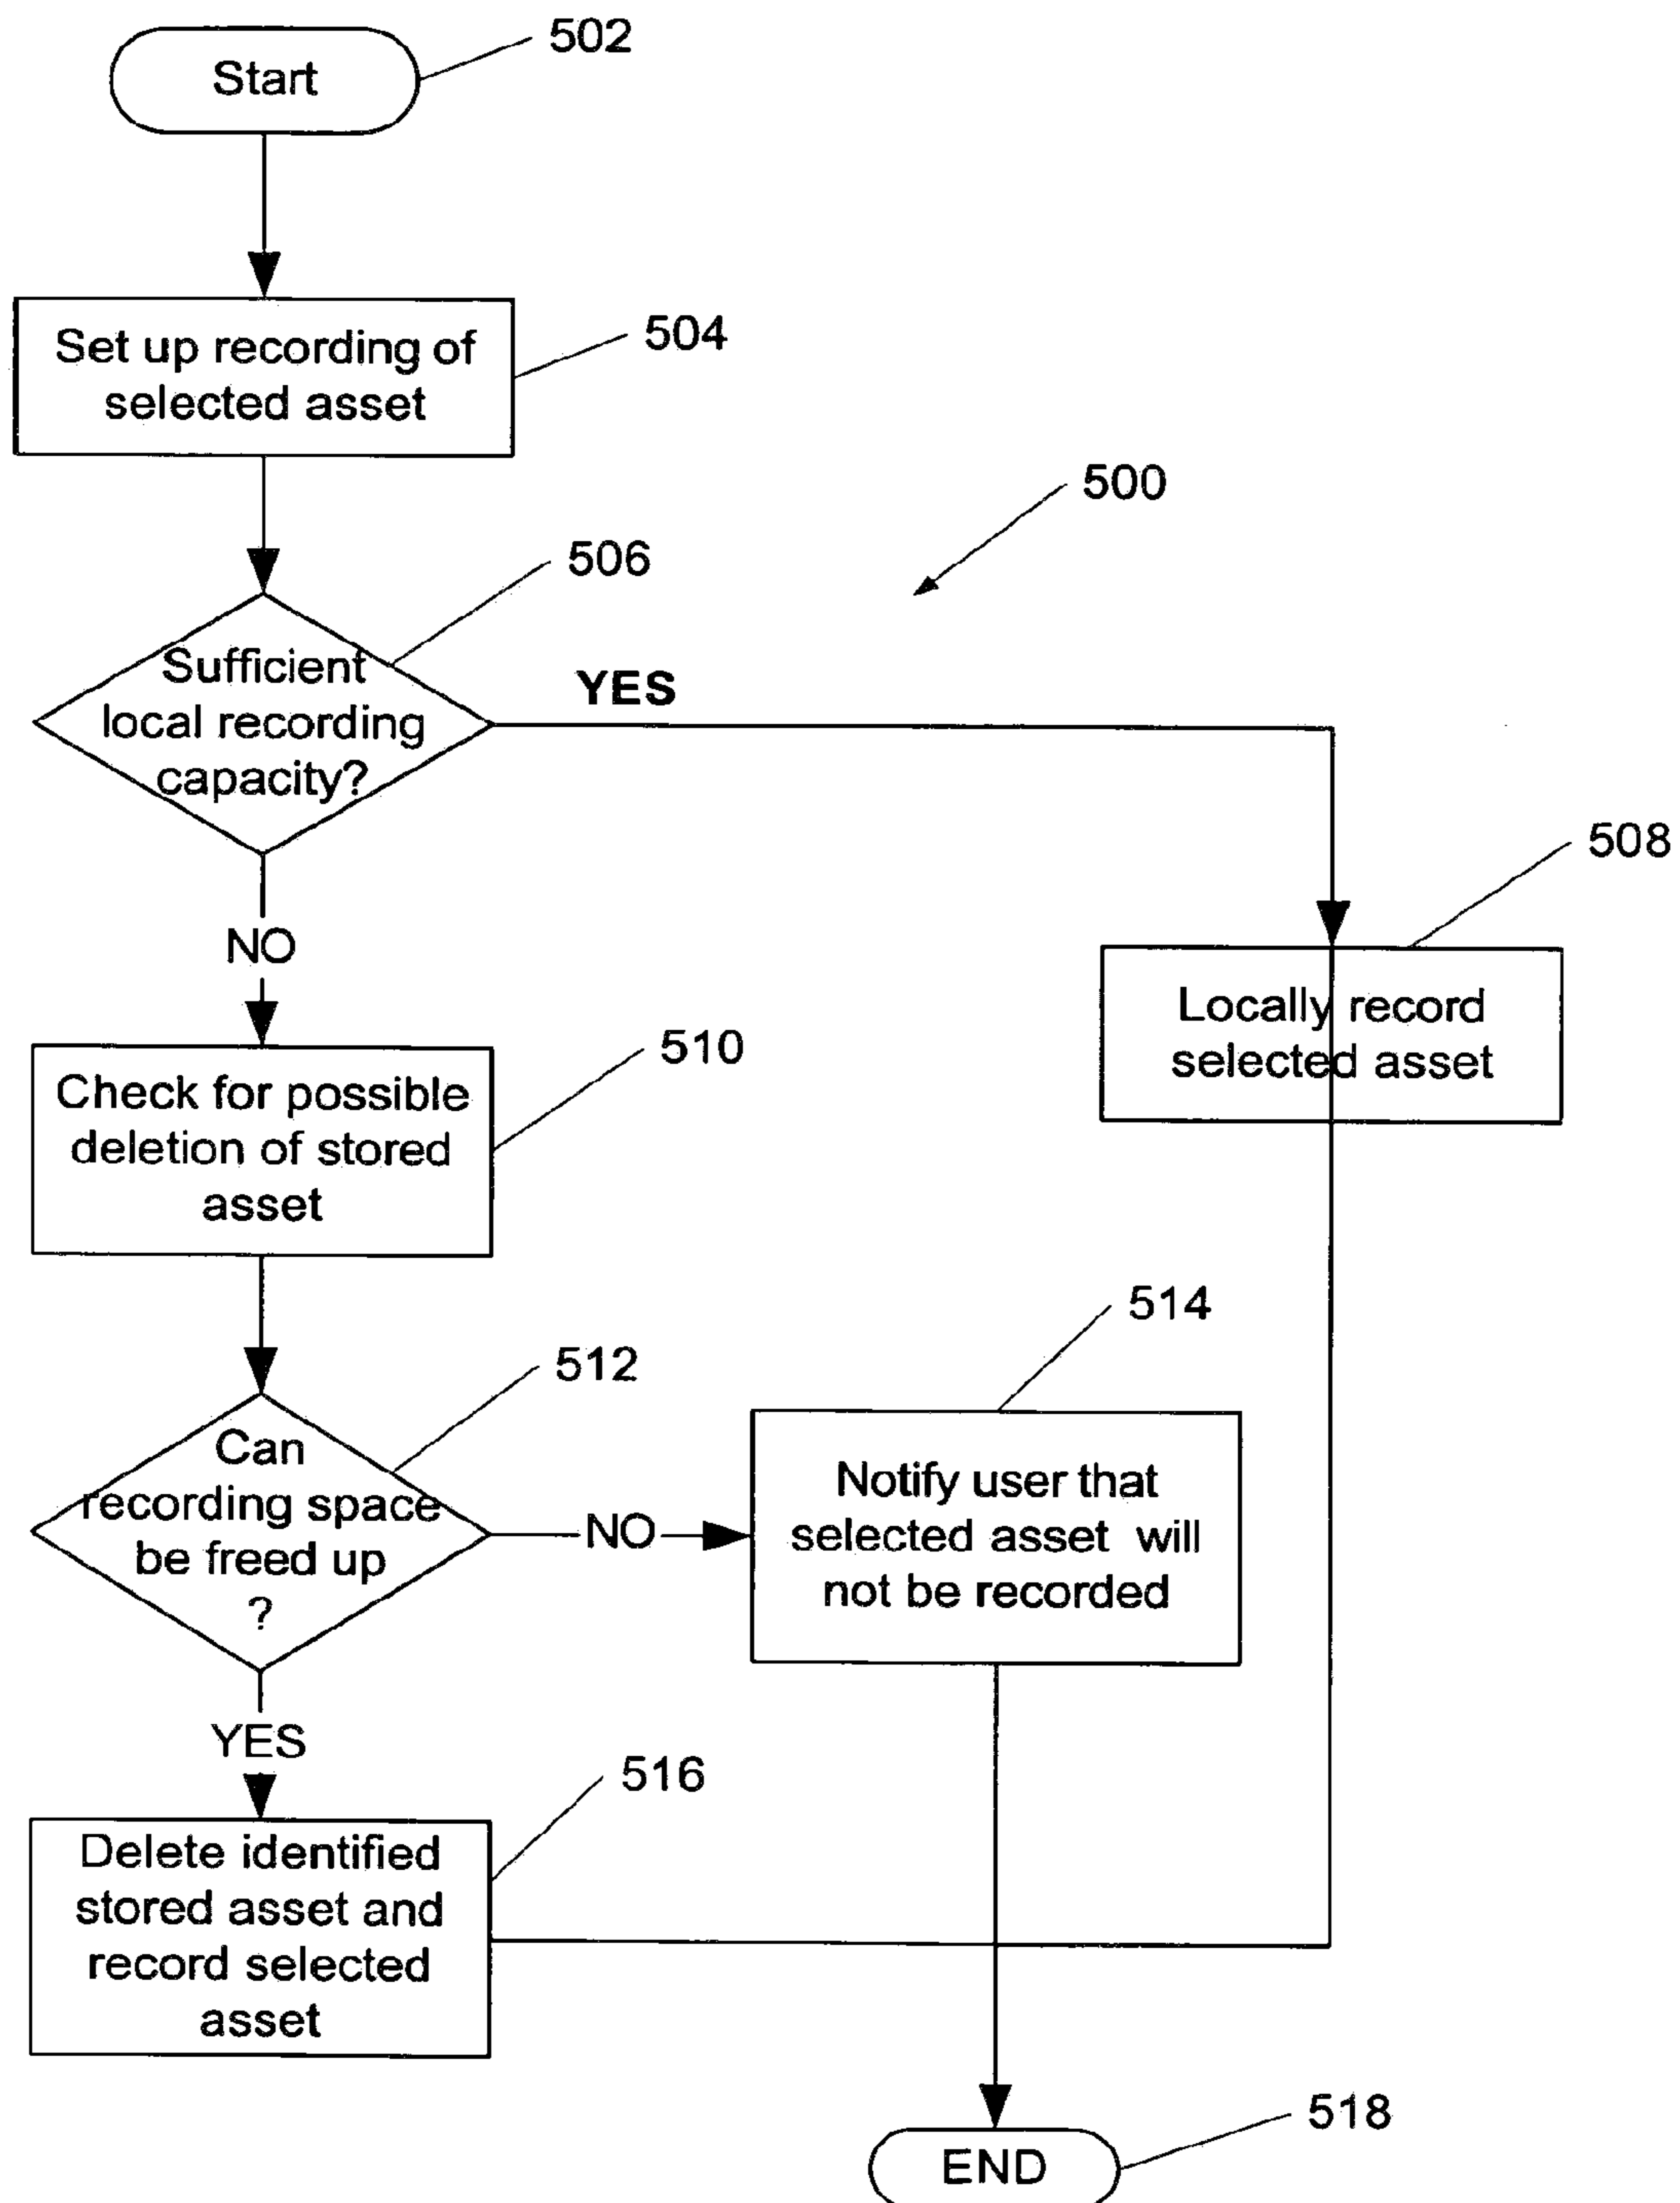 Start
502
Set up recording of
selected asset
504
500
506
Sufficient
local recording
capacity?
YES
NO
508
Locally record
selected asset
510
Check for possible
deletion of stored
asset
512
Can
recording space
be freed up
?
NO
514
Notify user that
selected asset will
not be recorded
YES
516
Delete identified
stored asset and
record selected
asset
518
END